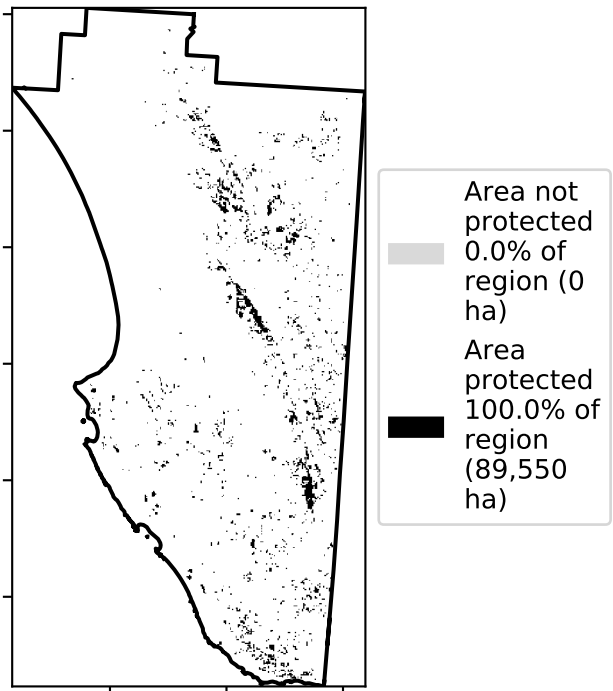 Area not
protected
0.0% of
region (0
ha)
Area
protected
100.0% of
region
(89,550
ha)